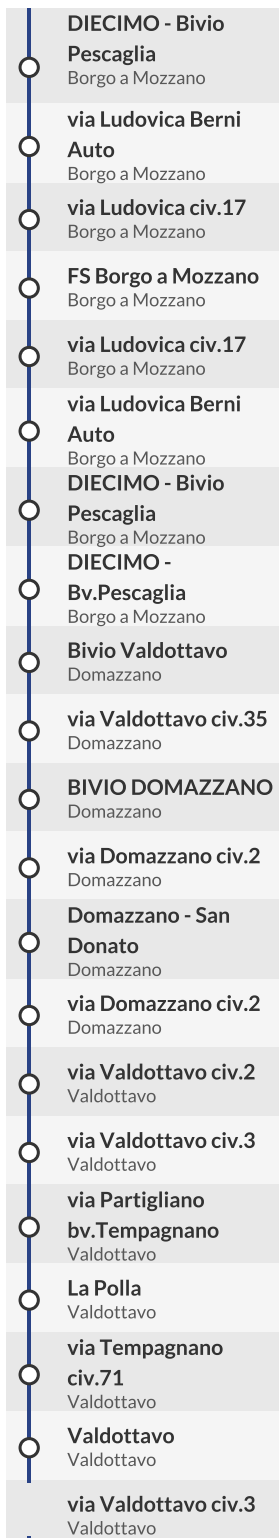 DIECIMO - Bivio
Pescaglia
Borgo a Mozzano
via Ludovica Berni
Auto
Borgo a Mozzano
via Ludovica civ.17
Borgo a Mozzano
FS Borgo a Mozzano
Borgo a Mozzano
via Ludovica civ.17
Borgo a Mozzano
via Ludovica Berni
Auto
Borgo a Mozzano
DIECIMO - Bivio
Pescaglia
Borgo a Mozzano
DIECIMO -
Bv.Pescaglia
Borgo a Mozzano
Bivio Valdottavo
Domazzano
via Valdottavo civ.35
Domazzano
BIVIO DOMAZZANO
Domazzano
via Domazzano civ.2
Domazzano
Domazzano - San
Donato
Domazzano
via Domazzano civ.2
Domazzano
via Valdottavo civ.2
Valdottavo
via Valdottavo civ.3
Valdottavo
via Partigliano
bv.Tempagnano
Valdottavo
La Polla
Valdottavo
via Tempagnano
civ.71
Valdottavo
Valdottavo
Valdottavo
via Valdottavo civ.3
Valdottavo